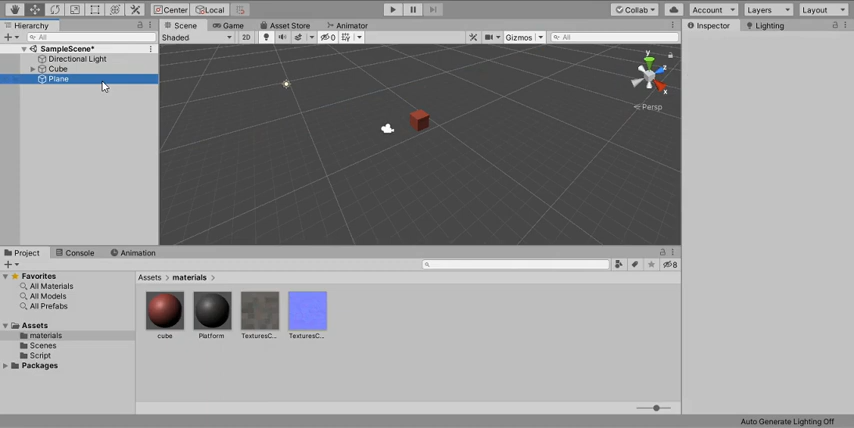 Center Local Collab Account Layers Layout
Hierarchy Scene Game Asset Store Animator Inspector Lighting
All Shaded 2D 0 Gizmos All
SampleScene*
Directional Light
Cube
Plane
y
z
x
Persp
Project Console Animation
8
Favorites
All Materials
All Models
All Prefabs
Assets
materials
Scenes
Script
Packages
Assets > materials >
cube Platform TexturesC... TexturesC...
Auto Generate Lighting Off